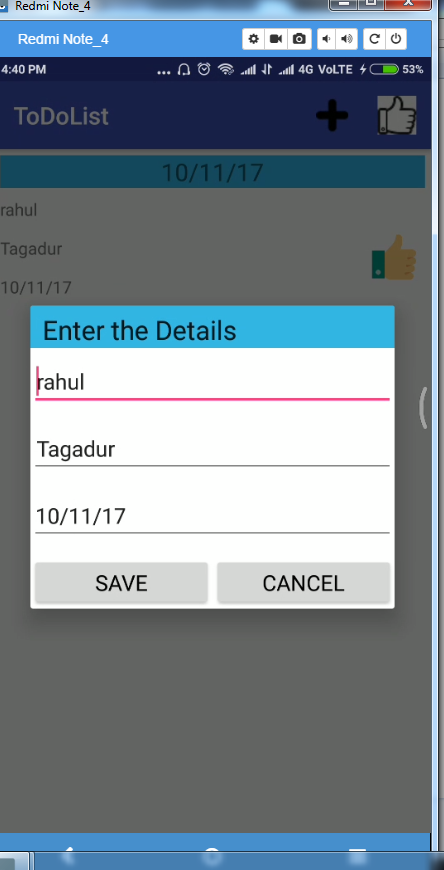 Redmi Note_4
Redmi Note_4
4:40 PM ... 4G VoLTE 53%
ToDoList
10/11/17
rahul
Tagadur
10/11/17
Enter the Details
rahul
Tagadur
10/11/17
SAVE CANCEL